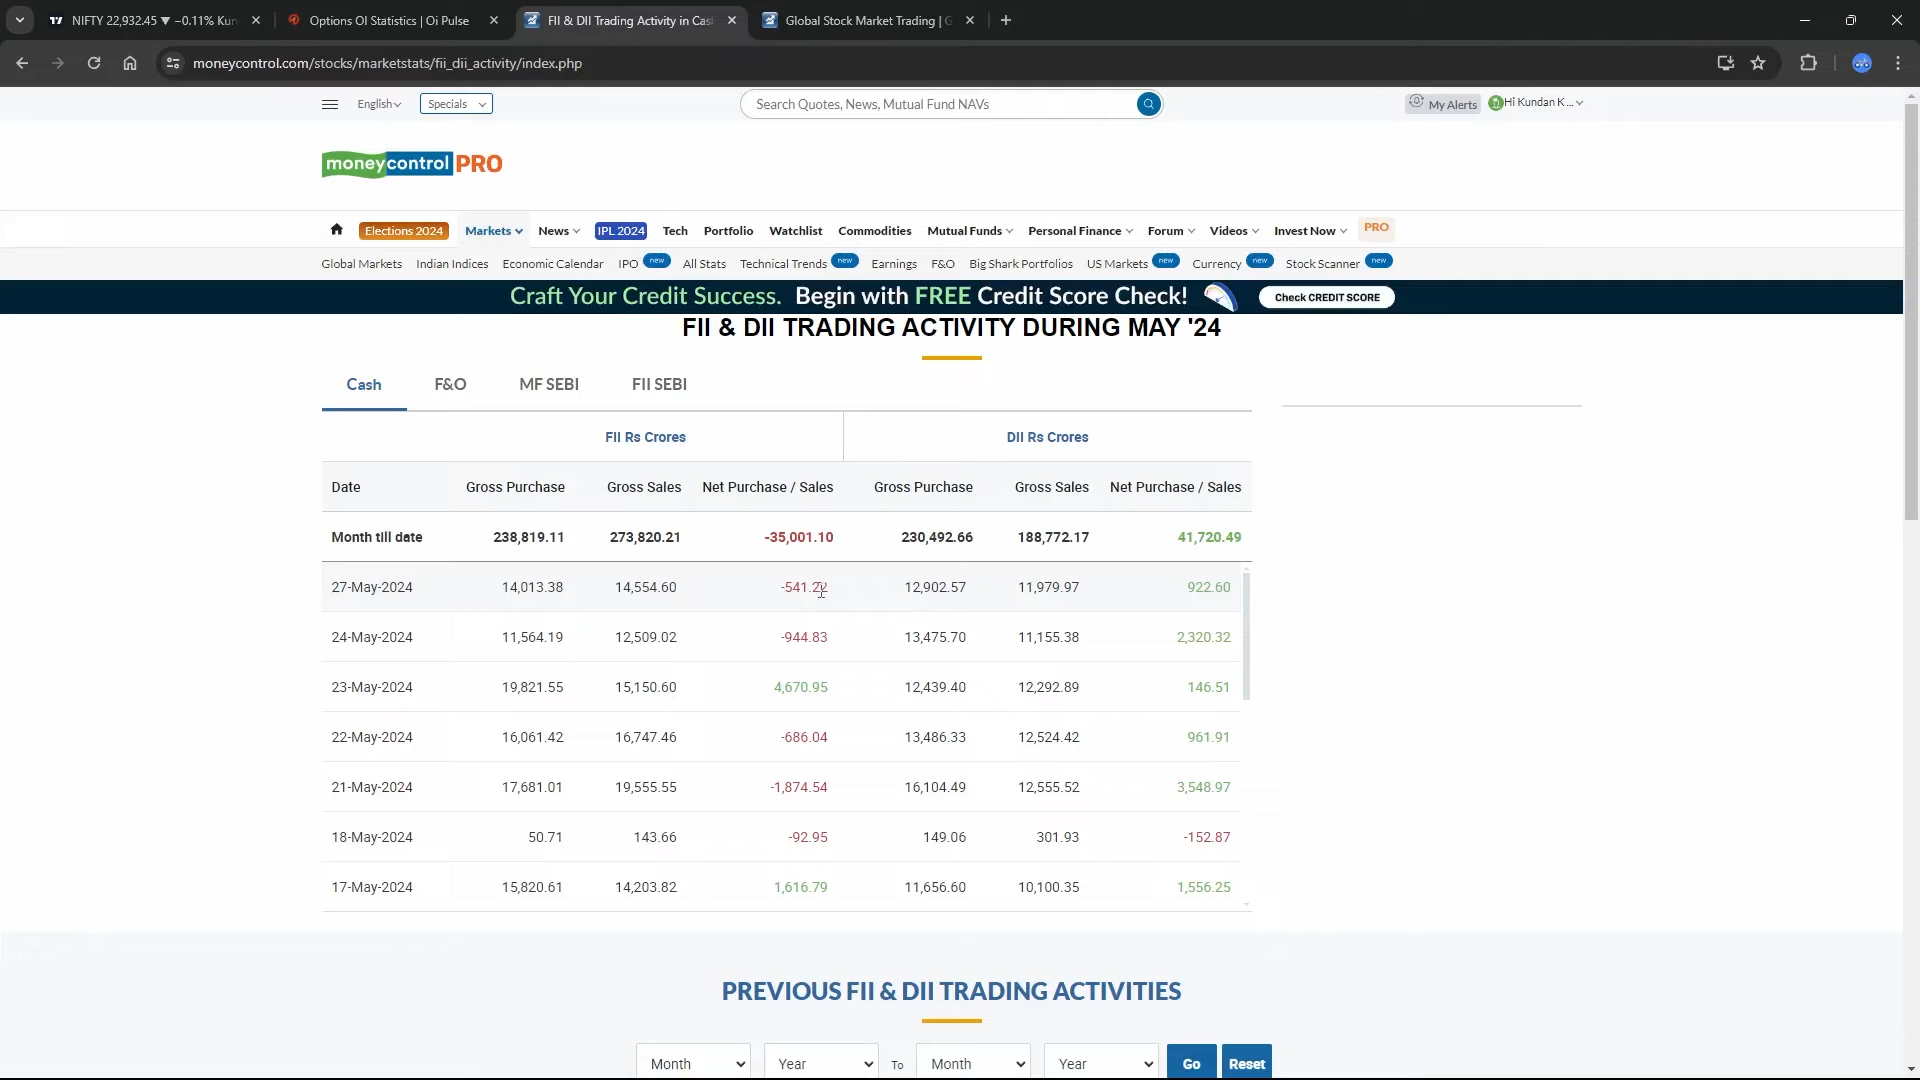 NIFTY 22,932.45 ▼ −0.11% Kun
Options OI Statistics | Oi Pulse
FII & DII Trading Activity in Cas
Global Stock Market Trading | G
moneycontrol.com/stocks/marketstats/fii_dii_activity/index.php
English
Specials
Search Quotes, News, Mutual Fund NAVs
My Alerts
Hi Kundan K...
moneycontrol PRO
Elections 2024 Markets News IPL 2024 Tech Portfolio Watchlist Commodities Mutual Funds Personal Finance Forum Videos Invest Now PRO
Global Markets Indian Indices Economic Calendar IPO new All Stats Technical Trends new Earnings F&O Big Shark Portfolios US Markets new Currency new Stock Scanner new
Craft Your Credit Success. Begin with FREE Credit Score Check! Check CREDIT SCORE
FII & DII TRADING ACTIVITY DURING MAY '24
Cash F&O MF SEBI FII SEBI
FII Rs Crores DII Rs Crores
Date Gross Purchase Gross Sales Net Purchase / Sales Gross Purchase Gross Sales Net Purchase / Sales
Month till date 238,819.11 273,820.21 -35,001.10 230,492.66 188,772.17 41,720.49
27-May-2024 14,013.38 14,554.60 -541.22 12,902.57 11,979.97 922.60
24-May-2024 11,564.19 12,509.02 -944.83 13,475.70 11,155.38 2,320.32
23-May-2024 19,821.55 15,150.60 4,670.95 12,439.40 12,292.89 146.51
22-May-2024 16,061.42 16,747.46 -686.04 13,486.33 12,524.42 961.91
21-May-2024 17,681.01 19,555.55 -1,874.54 16,104.49 12,555.52 3,548.97
18-May-2024 50.71 143.66 -92.95 149.06 301.93 -152.87
17-May-2024 15,820.61 14,203.82 1,616.79 11,656.60 10,100.35 1,556.25
PREVIOUS FII & DII TRADING ACTIVITIES
Month Year To Month Year Go Reset